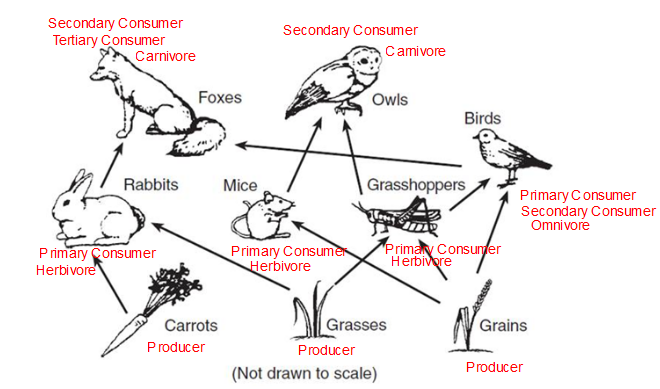 Secondary Consumer
Tertiary Consumer
Carnivore
Foxes
Secondary Consumer
Carnivore
Owls
Birds
Primary Consumer
Secondary Consumer
Omnivore
Rabbits
Primary Consumer
Herbivore
Mice
Primary Consumer
Herbivore
Grasshoppers
Primary Consumer
Herbivore
Carrots
Producer
Grasses
Producer
Grains
Producer
(Not drawn to scale)